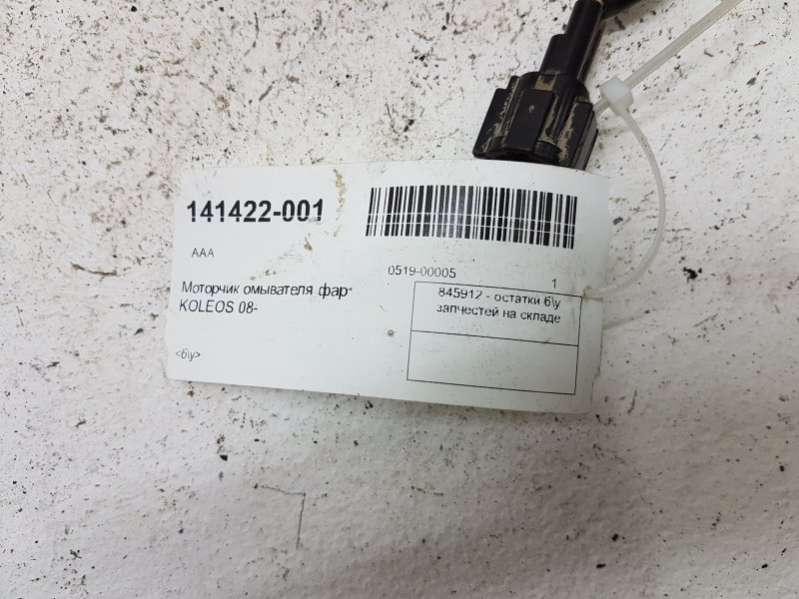 141422-001
AAA
0519-00005
1
Моторчик омывателя фар*
KOLEOS 08-
845912 - остатки б\у
запчестей на складе
<б\у>